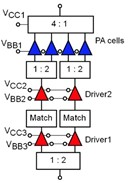 VCC1
4 : 1
VBB1
PA cells
1 : 2 1 : 2
VCC2
VBB2
Driver2
Match Match
VCC3
VBB3
Driver1
1 : 2